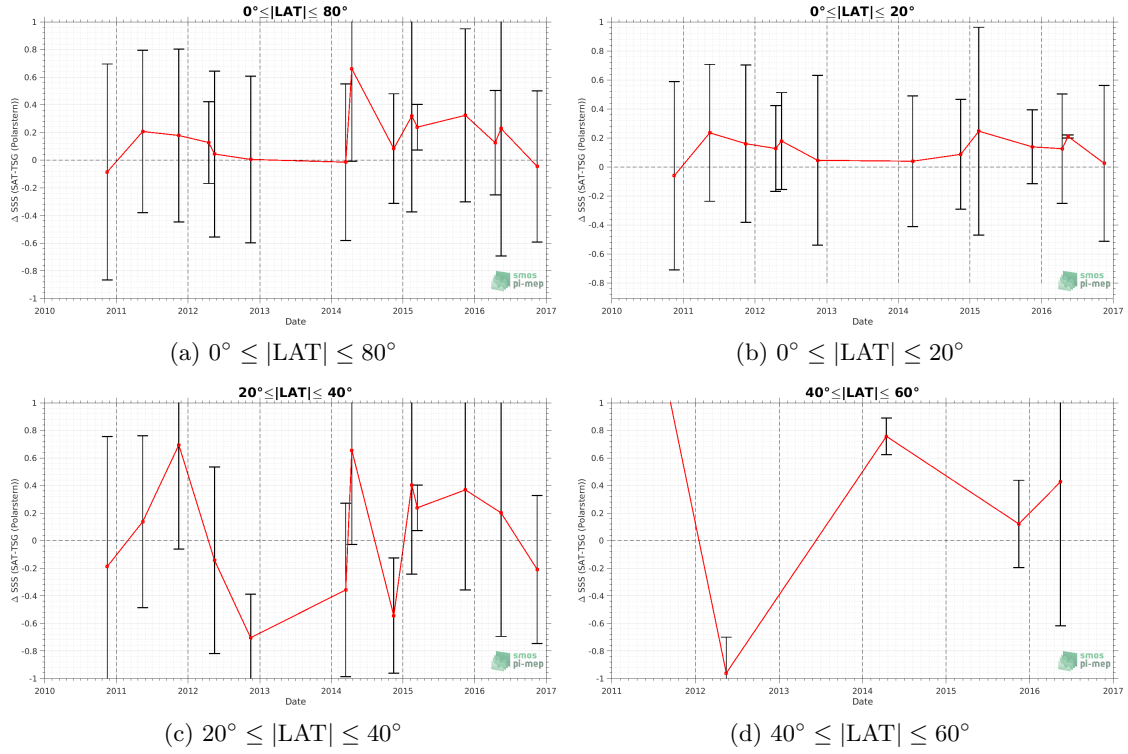 0°≤|LAT|≤ 80°
Δ SSS (SAT-TSG (Polarstern))
1
0.8
0.6
0.4
0.2
0
-0.2
-0.4
-0.6
-0.8
-1
2010 2011 2012 2013 2014 2015 2016 2017
Date
smos
pi-mep
(a) 0° ≤ |LAT| ≤ 80°
0°≤|LAT|≤ 20°
Δ SSS (SAT-TSG (Polarstern))
1
0.8
0.6
0.4
0.2
0
-0.2
-0.4
-0.6
-0.8
2010 2011 2012 2013 2014 2015 2016 2017
Date
smos
pi-mep
(b) 0° ≤ |LAT| ≤ 20°
20°≤|LAT|≤ 40°
Δ SSS (SAT-TSG (Polarstern))
1
0.8
0.6
0.4
0.2
0
-0.2
-0.4
-0.6
-0.8
-1
2010 2011 2012 2013 2014 2015 2016 2017
Date
smos
pi-mep
(c) 20° ≤ |LAT| ≤ 40°
40°≤|LAT|≤ 60°
Δ SSS (SAT-TSG (Polarstern))
1
0.8
0.6
0.4
0.2
0
-0.2
-0.4
-0.6
-0.8
-1
2011 2012 2013 2014 2015 2016 2017
Date
smos
pi-mep
(d) 40° ≤ |LAT| ≤ 60°